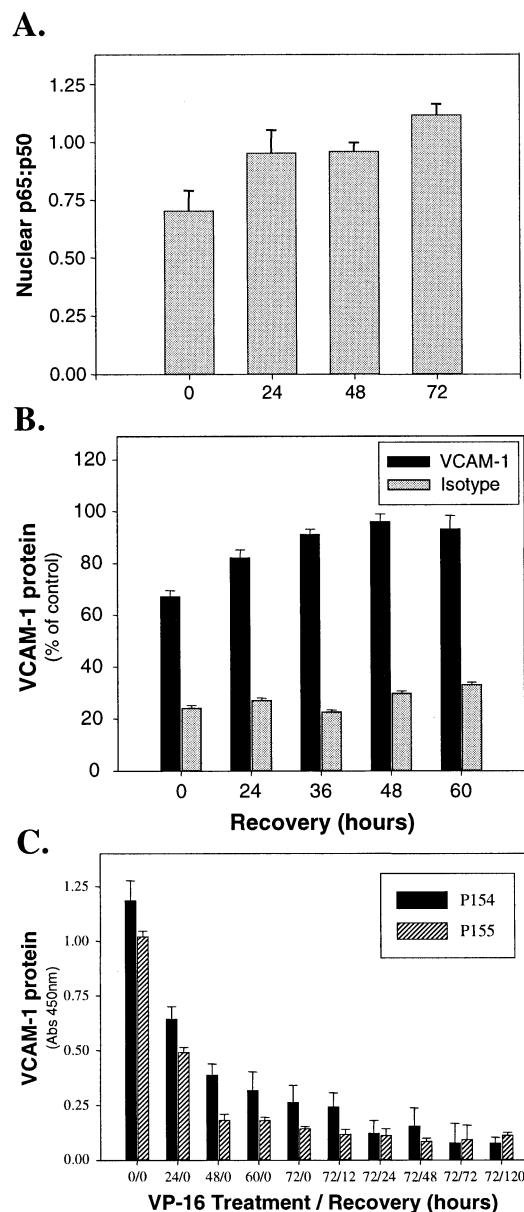 A.
Nuclear p65:p50
1.25
1.00
0.75
0.50
0.25
0.00
0 24 48 72
B.
VCAM-1 protein
(% of control)
120
100
80
60
40
20
0
VCAM-1
Isotype
0 24 36 48 60
Recovery (hours)
C.
VCAM-1 protein
(Abs 450nm)
1.25
1.00
0.75
0.50
0.25
0.00
P154
P155
0/0 24/0 48/0 60/0 72/0 72/12 72/24 72/48 72/72 72/120
VP-16 Treatment / Recovery (hours)